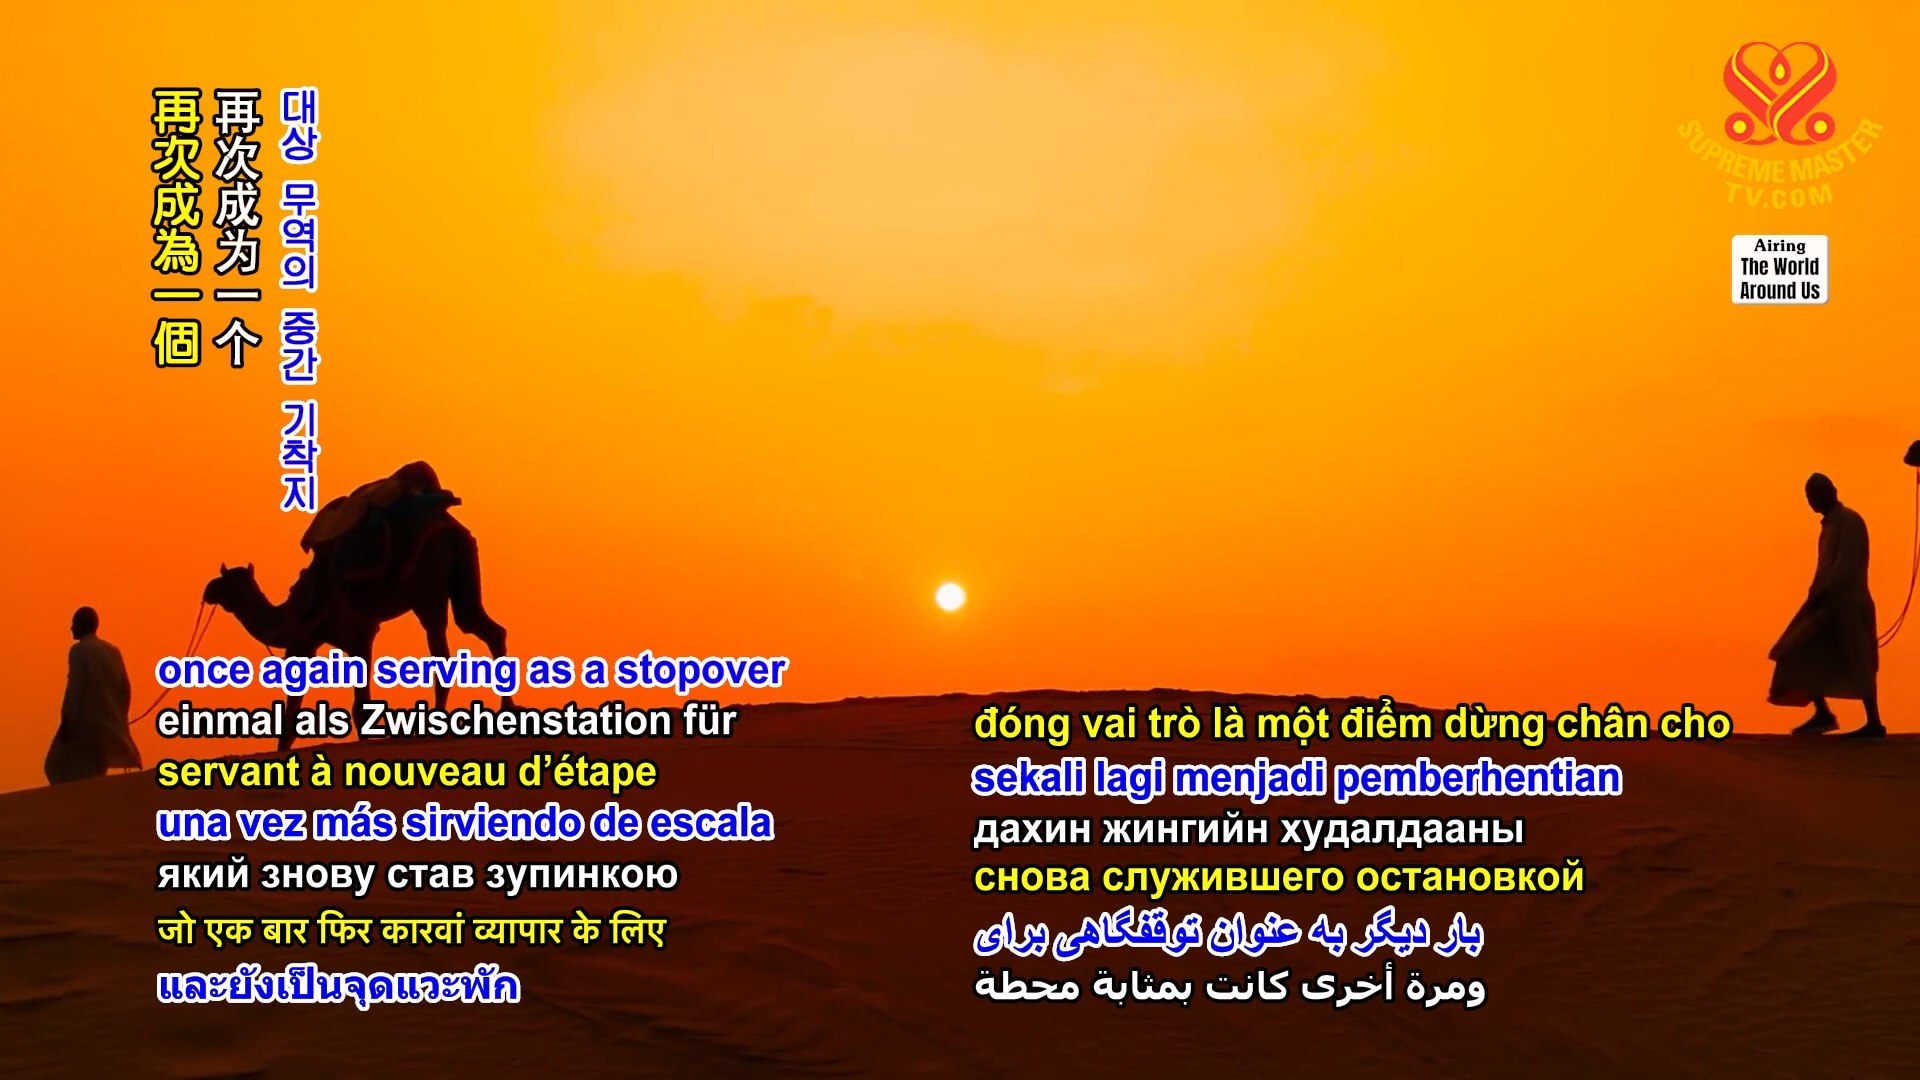 再次成為一個
再次成为一个
대상 무역의 중간 기착지
SUPREME MASTER
TV.COM
Airing
The World
Around Us
once again serving as a stopover
einmal als Zwischenstation für
servant à nouveau d’étape
una vez más sirviendo de escala
який знову став зупинкою
जो एक बार फिर कारवां व्यापार के लिए
และยังเป็นจุดแวะพัก
đóng vai trò là một điểm dừng chân cho
sekali lagi menjadi pemberhentian
дахин жингийн худалдааны
снова служившего остановкой
بار دیگر به عنوان توقفگاهی برای
ومرة أخرى كانت بمثابة محطة